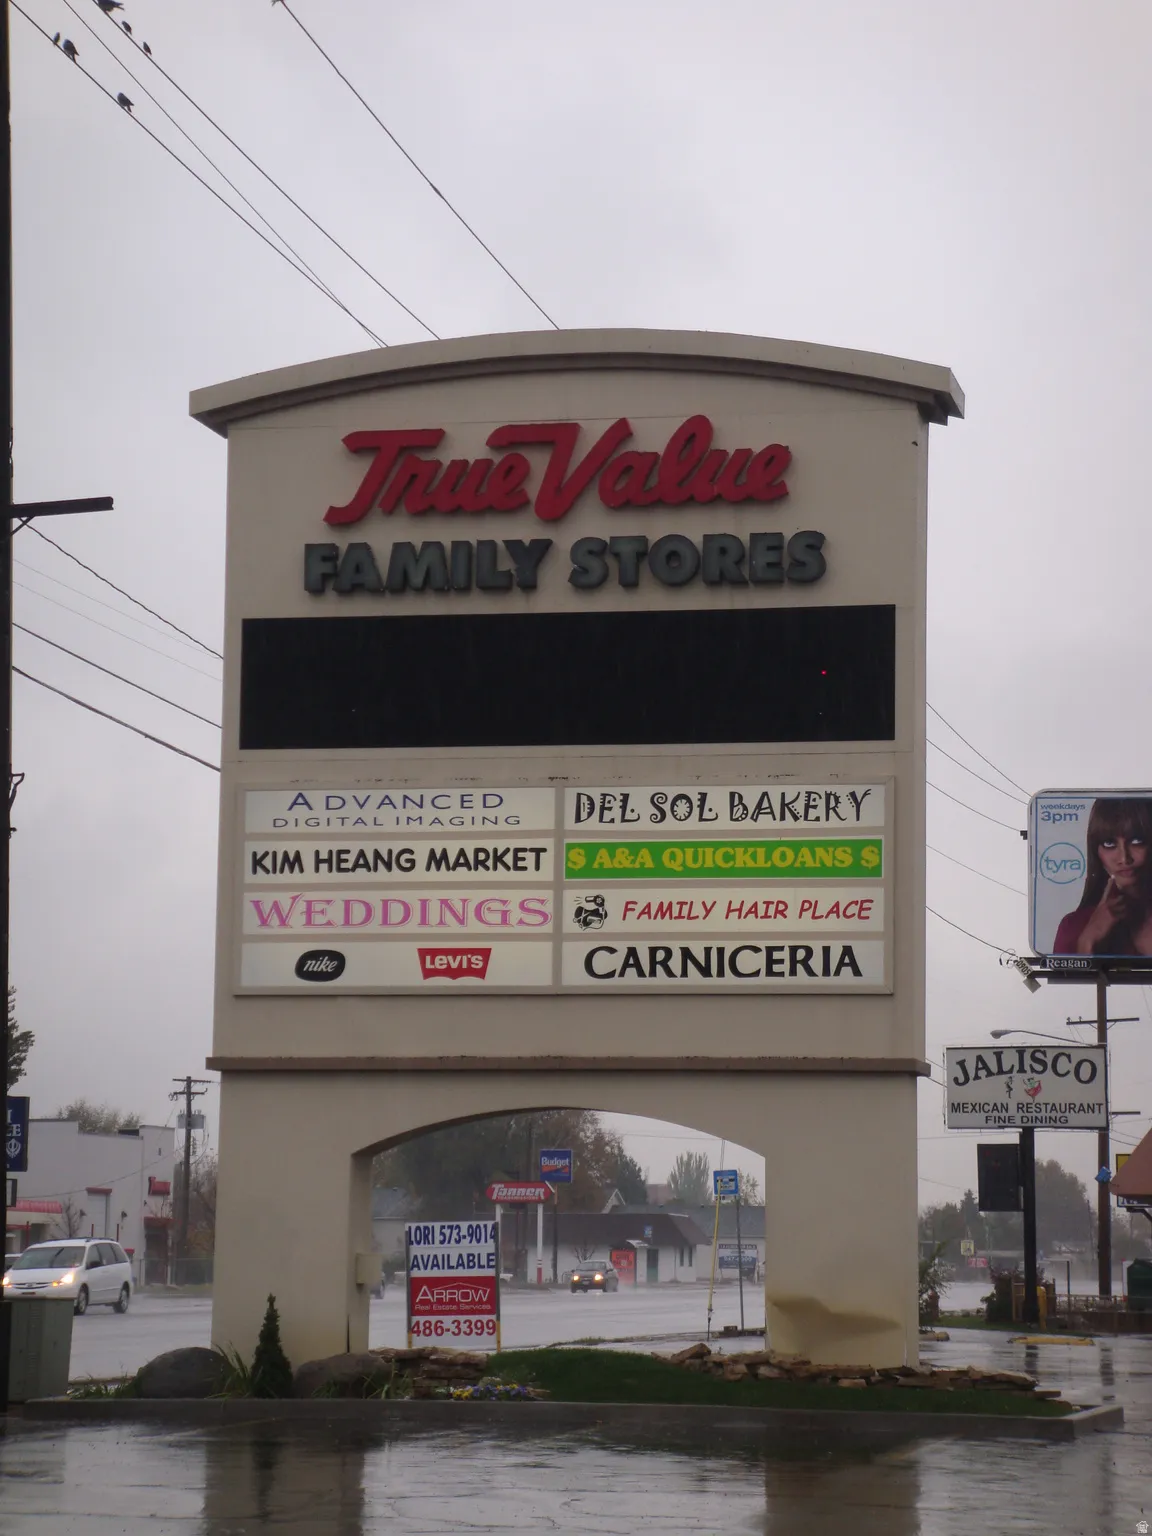 True Value
FAMILY STORES
ADVANCED
DIGITAL IMAGING
DEL SOL BAKERY
KIM HEANG MARKET
$ A&A QUICKLOANS $
WEDDINGS
FAMILY HAIR PLACE
nike
LEVI'S
CARNICERIA
weekdays
3pm
tyra
Reagan
JALISCO
MEXICAN RESTAURANT
FINE DINING
Budget
Tanner
LORI 573-9014
AVAILABLE
ARROW
Real Estate Services
486-3399